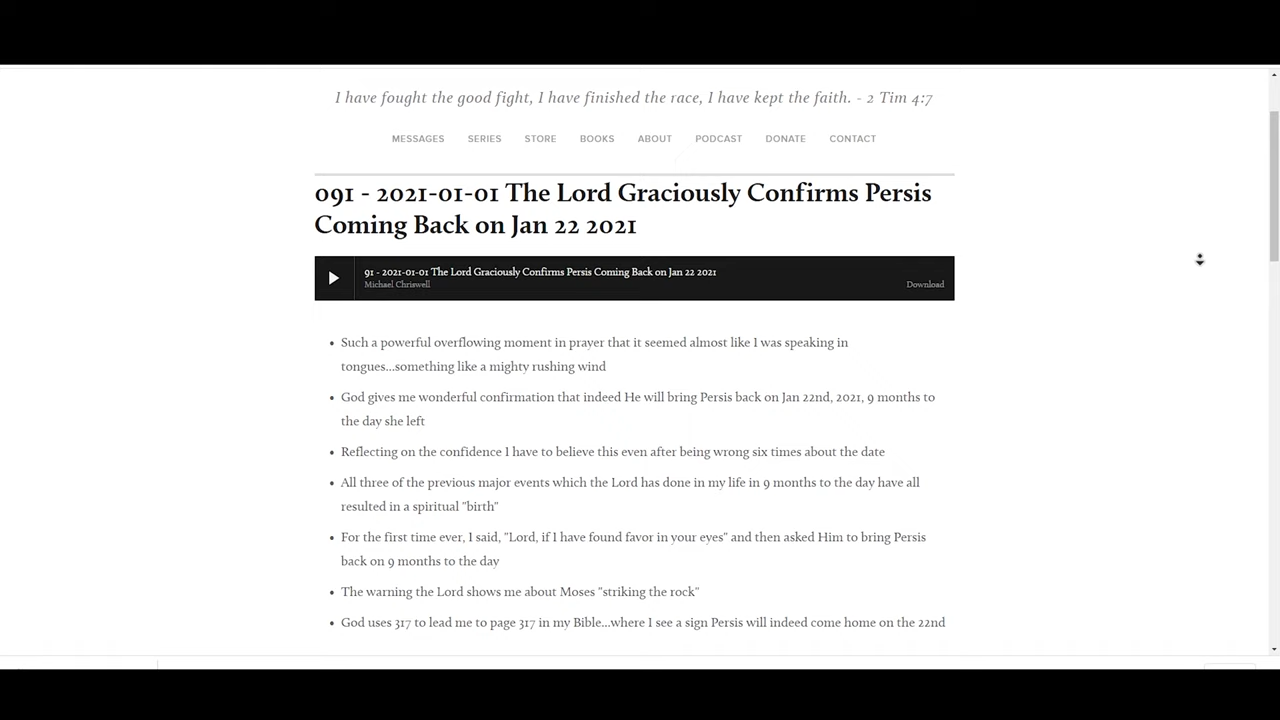 I have fought the good fight, I have finished the race, I have kept the faith. - 2 Tim 4:7
MESSAGES SERIES STORE BOOKS ABOUT PODCAST DONATE CONTACT
091 - 2021-01-01 The Lord Graciously Confirms Persis
Coming Back on Jan 22 2021
91 - 2021-01-01 The Lord Graciously Confirms Persis Coming Back on Jan 22 2021
Michael Chriswell
Download
• Such a powerful overflowing moment in prayer that it seemed almost like I was speaking in
tongues...something like a mighty rushing wind
• God gives me wonderful confirmation that indeed He will bring Persis back on Jan 22nd, 2021, 9 months to
the day she left
• Reflecting on the confidence I have to believe this even after being wrong six times about the date
• All three of the previous major events which the Lord has done in my life in 9 months to the day have all
resulted in a spiritual "birth"
• For the first time ever, I said, "Lord, if I have found favor in your eyes" and then asked Him to bring Persis
back on 9 months to the day
• The warning the Lord shows me about Moses "striking the rock"
• God uses 317 to lead me to page 317 in my Bible...where I see a sign Persis will indeed come home on the 22nd